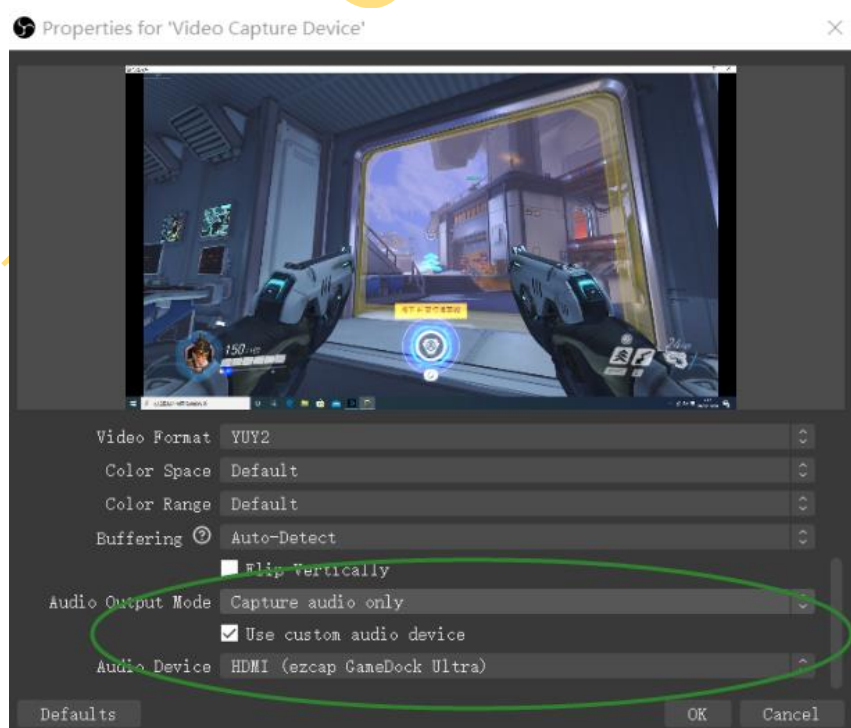 Properties for 'Video Capture Device'
150
24
Video Format YUY2
Color Space Default
Color Range Default
Buffering Auto-Detect
Flip Vertically
Audio Output Mode Capture audio only
Use custom audio device
Audio Device HDMI (ezcap GameDock Ultra)
Defaults OK Cancel